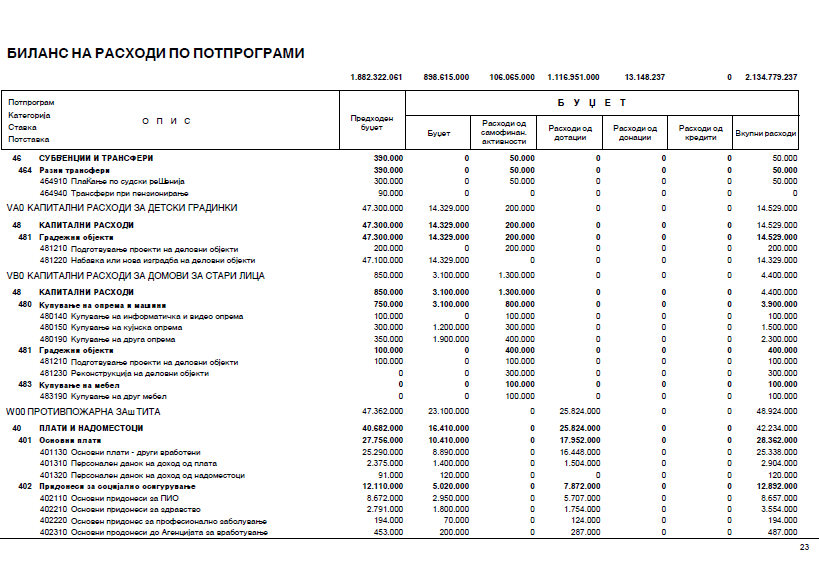 БИЛАНС НА РАСХОДИ ПО ПОТПРОГРАМИ
1.882.322.061 898.615.000 106.065.000 1.116.951.000 13.148.237 0 2.134.779.237
Потпрограм
Категорија
Ставка
Потставка
О П И С
Предходен буџет
Б У Џ Е Т
Буџет
Расходи од самофинан. активности
Расходи од дотации
Расходи од донации
Расходи од кредити
Вкупни расходи
46 СУБВЕНЦИИ И ТРАНСФЕРИ 390.000 0 50.000 0 0 0 50.000
464 Разни трансфери 390.000 0 50.000 0 0 0 50.000
464910 ПлаКање по судски реШенија 300.000 0 50.000 0 0 0 50.000
464940 Трансфери при пензионирање 90.000 0 0 0 0 0 0
VA0 КАПИТАЛНИ РАСХОДИ ЗА ДЕТСКИ ГРАДИНКИ 47.300.000 14.329.000 200.000 0 0 0 14.529.000
48 КАПИТАЛНИ РАСХОДИ 47.300.000 14.329.000 200.000 0 0 0 14.529.000
481 Градежни објекти 47.300.000 14.329.000 200.000 0 0 0 14.529.000
481210 Подготвување проекти на деловни објекти 200.000 0 200.000 0 0 0 200.000
481220 Набавка или нова изградба на деловни објекти 47.100.000 14.329.000 0 0 0 0 14.329.000
VB0 КАПИТАЛНИ РАСХОДИ ЗА ДОМОВИ ЗА СТАРИ ЛИЦА 850.000 3.100.000 1.300.000 0 0 0 4.400.000
48 КАПИТАЛНИ РАСХОДИ 850.000 3.100.000 1.300.000 0 0 0 4.400.000
480 Купување на опрема и машини 750.000 3.100.000 800.000 0 0 0 3.900.000
480140 Купување на информатичка и видео опрема 100.000 0 100.000 0 0 0 100.000
480150 Купување на кујнска опрема 300.000 1.200.000 300.000 0 0 0 1.500.000
480190 Купување на друга опрема 350.000 1.900.000 400.000 0 0 0 2.300.000
481 Градежни објекти 100.000 0 400.000 0 0 0 400.000
481210 Подготвување проекти на деловни објекти 100.000 0 100.000 0 0 0 100.000
481230 Реконструкција на деловни објекти 0 0 300.000 0 0 0 300.000
483 Купување на мебел 0 0 100.000 0 0 0 100.000
483190 Купување на друг мебел 0 0 100.000 0 0 0 100.000
W00 ПРОТИВПОЖАРНА ЗАш ТИТА 47.362.000 23.100.000 0 25.824.000 0 0 48.924.000
40 ПЛАТИ И НАДОМЕСТОЦИ 40.682.000 16.410.000 0 25.824.000 0 0 42.234.000
401 Основни плати 27.756.000 10.410.000 0 17.952.000 0 0 28.362.000
401130 Основни плати - други вработени 25.290.000 8.890.000 0 16.448.000 0 0 25.338.000
401310 Персонален данок на доход од плата 2.375.000 1.400.000 0 1.504.000 0 0 2.904.000
401320 Персонален данок на доход од надоместоци 91.000 120.000 0 0 0 0 120.000
402 Придонеси за социјално осигурување 12.110.000 5.020.000 0 7.872.000 0 0 12.892.000
402110 Основни придонеси за ПИО 8.672.000 2.950.000 0 5.707.000 0 0 8.657.000
402210 Основни придонеси за здравство 2.791.000 1.800.000 0 1.754.000 0 0 3.554.000
402220 Основен придонес за професионално заболување 194.000 70.000 0 124.000 0 0 194.000
402310 Основни продонеси до Агенцијата за вработување 453.000 200.000 0 287.000 0 0 487.000
23